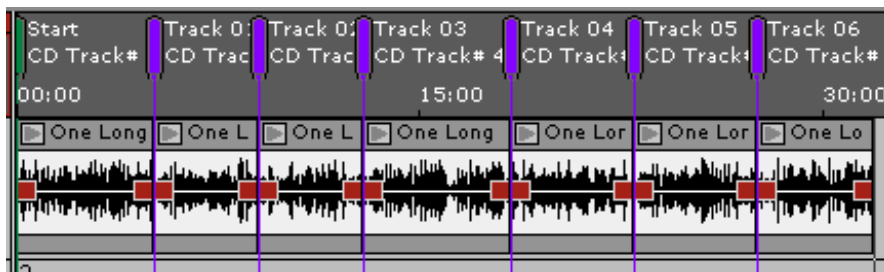 Start Track 01 Track 02 Track 03 Track 04 Track 05 Track 06
CD Track# CD Trac CD Trac CD Track# 4 CD Track# CD Track# CD Track#
00:00 15:00 30:00
One Long One L One L One Long One Lor One Lor One Lo